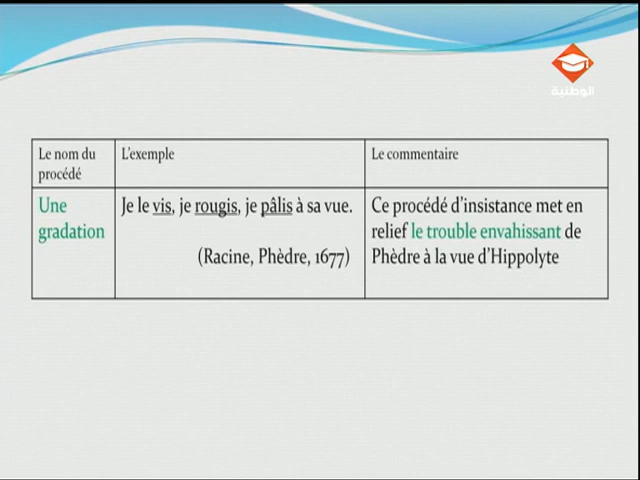 الوطنية
Le nom du
procédé
L'exemple
Le commentaire
Une
gradation
Je le vis, je rougis, je pâlis à sa vue.
(Racine, Phèdre, 1677)
Ce procédé d'insistance met en
relief le trouble envahissant de
Phèdre à la vue d'Hippolyte